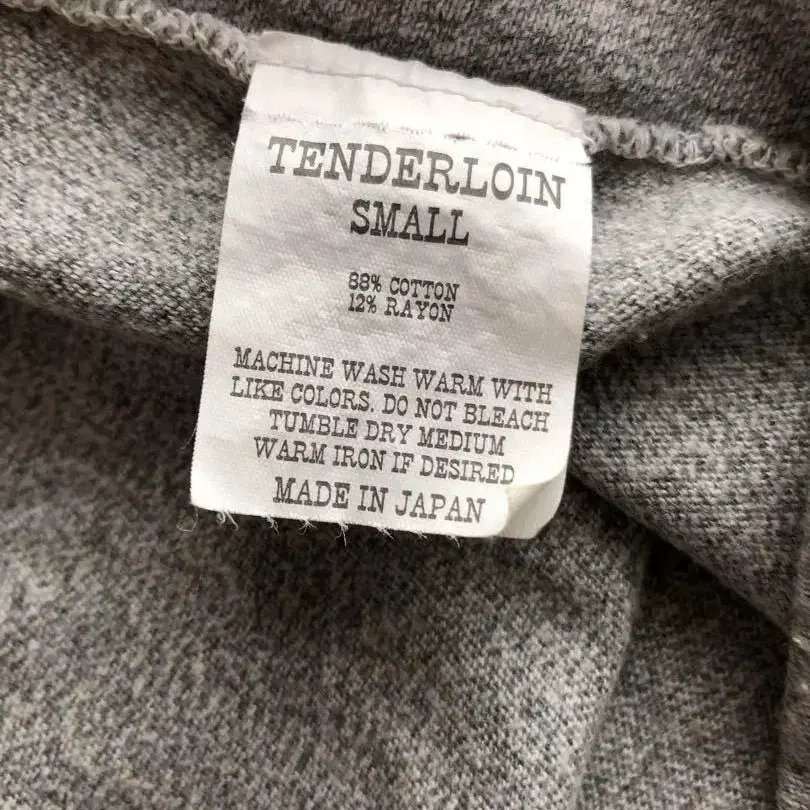 TENDERLOIN
SMALL
88% COTTON
12% RAYON
MACHINE WASH WARM WITH
LIKE COLORS. DO NOT BLEACH
TUMBLE DRY MEDIUM
WARM IRON IF DESIRED
MADE IN JAPAN